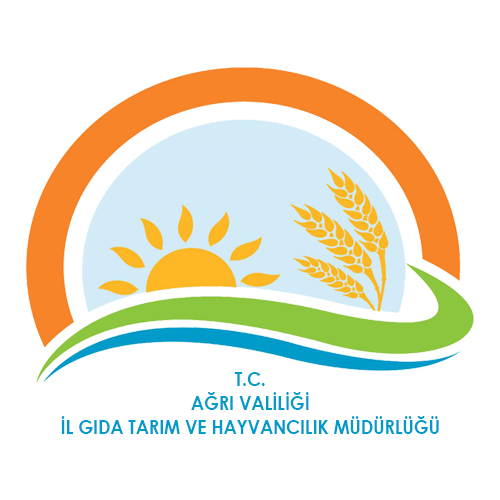 T.C.
AĞRI VALİLİĞİ
İL GIDA TARIM VE HAYVANCILIK MÜDÜRLÜĞÜ